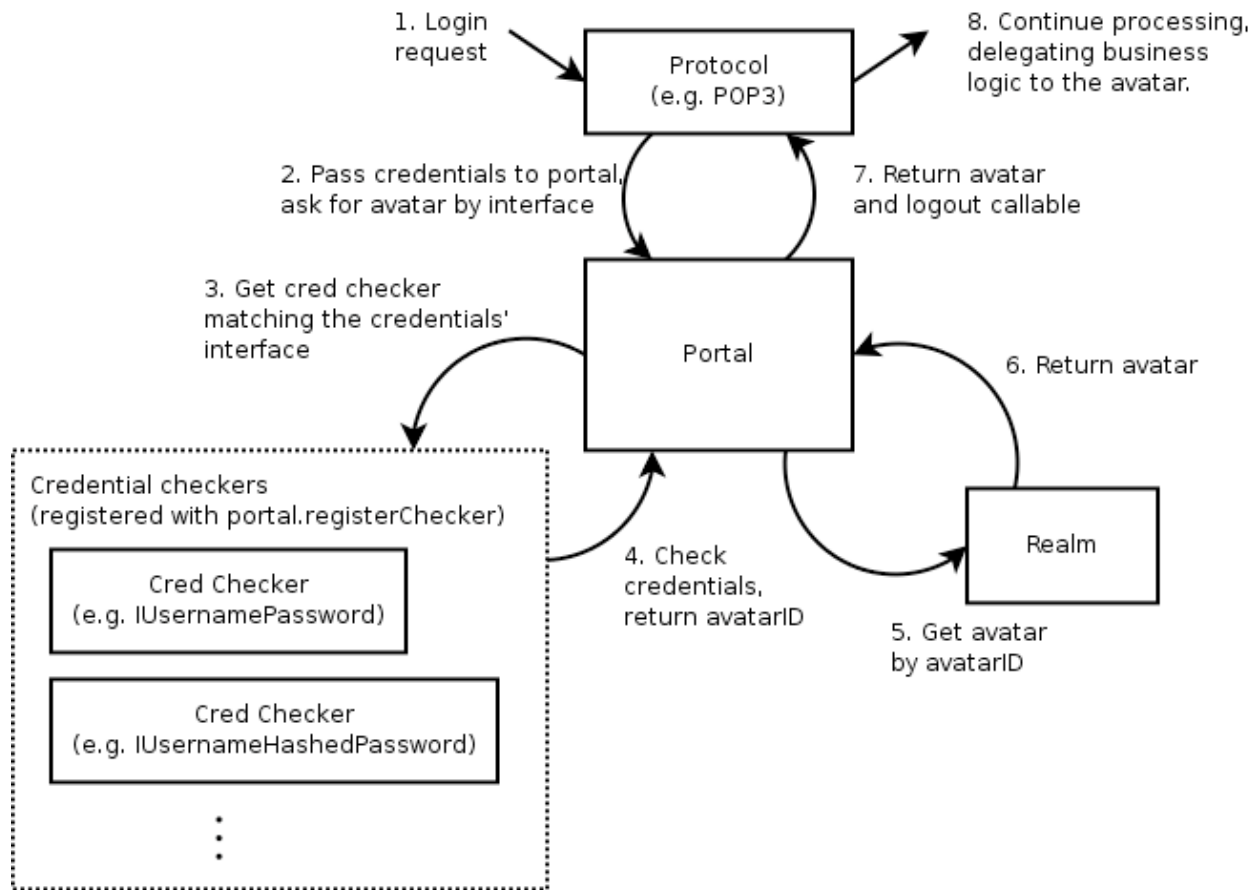 1. Login
request
Protocol
(e.g. POP3)
8. Continue processing,
delegating business
logic to the avatar.
2. Pass credentials to portal,
ask for avatar by interface
7. Return avatar
and logout callable
3. Get cred checker
matching the credentials'
interface
Portal
6. Return avatar
Credential checkers
(registered with portal.registerChecker)
Cred Checker
(e.g. IUsernamePassword)
4. Check
credentials,
return avatarID
Realm
5. Get avatar
by avatarID
Cred Checker
(e.g. IUsernameHashedPassword)